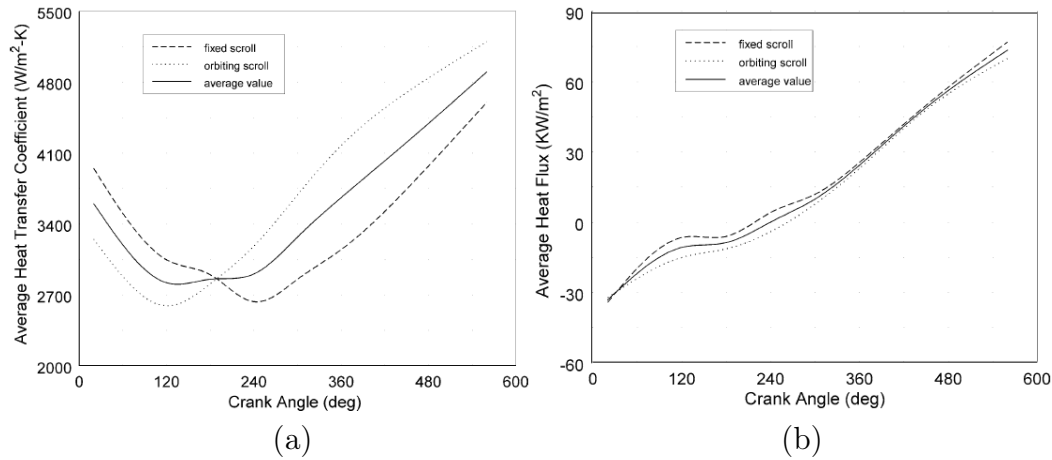 5500
4800
4100
3400
2700
2000
Average Heat Transfer Coefficient (W/m²-K)
fixed scroll
orbiting scroll
average value
0
120
240
360
480
600
Crank Angle (deg)
(a)
90
60
30
0
-30
-60
Average Heat Flux (KW/m²)
fixed scroll
orbiting scroll
average value
0
120
240
360
480
600
Crank Angle (deg)
(b)